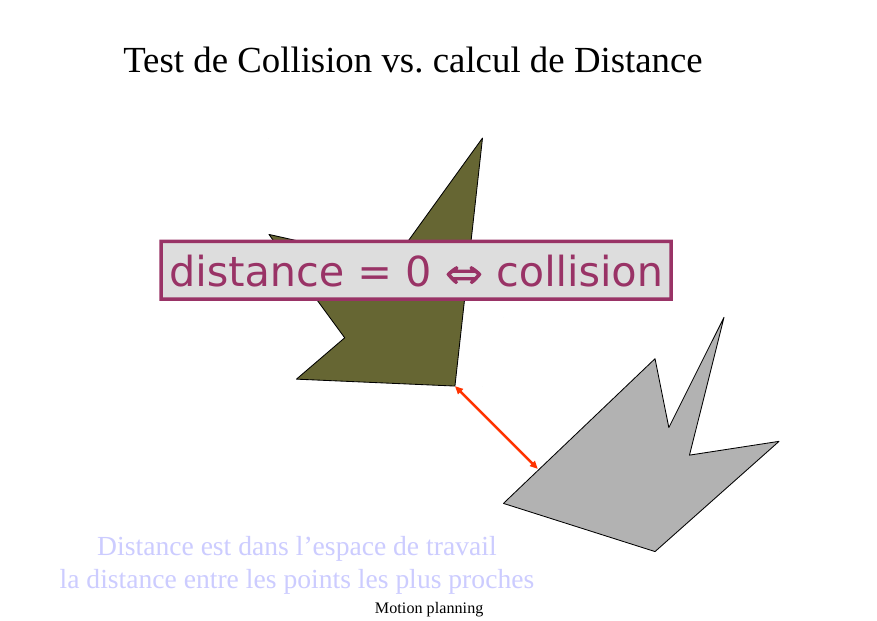 Test de Collision vs. calcul de Distance
distance = 0 ⇔ collision
Distance est dans l’espace de travail
la distance entre les points les plus proches
Motion planning